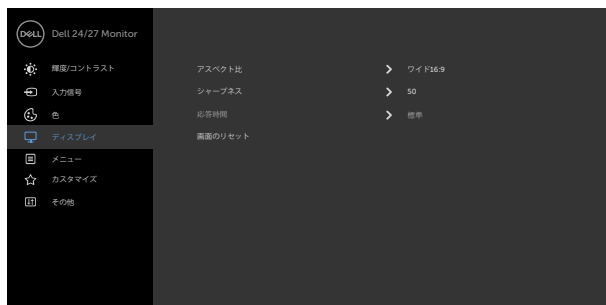 DELL Dell 24/27 Monitor
輝度/コントラスト
入力信号
色
ディスプレイ
メニュー
カスタマイズ
その他
アスペクト比 ワイド16:9
シャープネス 50
応答時間 標準
画面のリセット